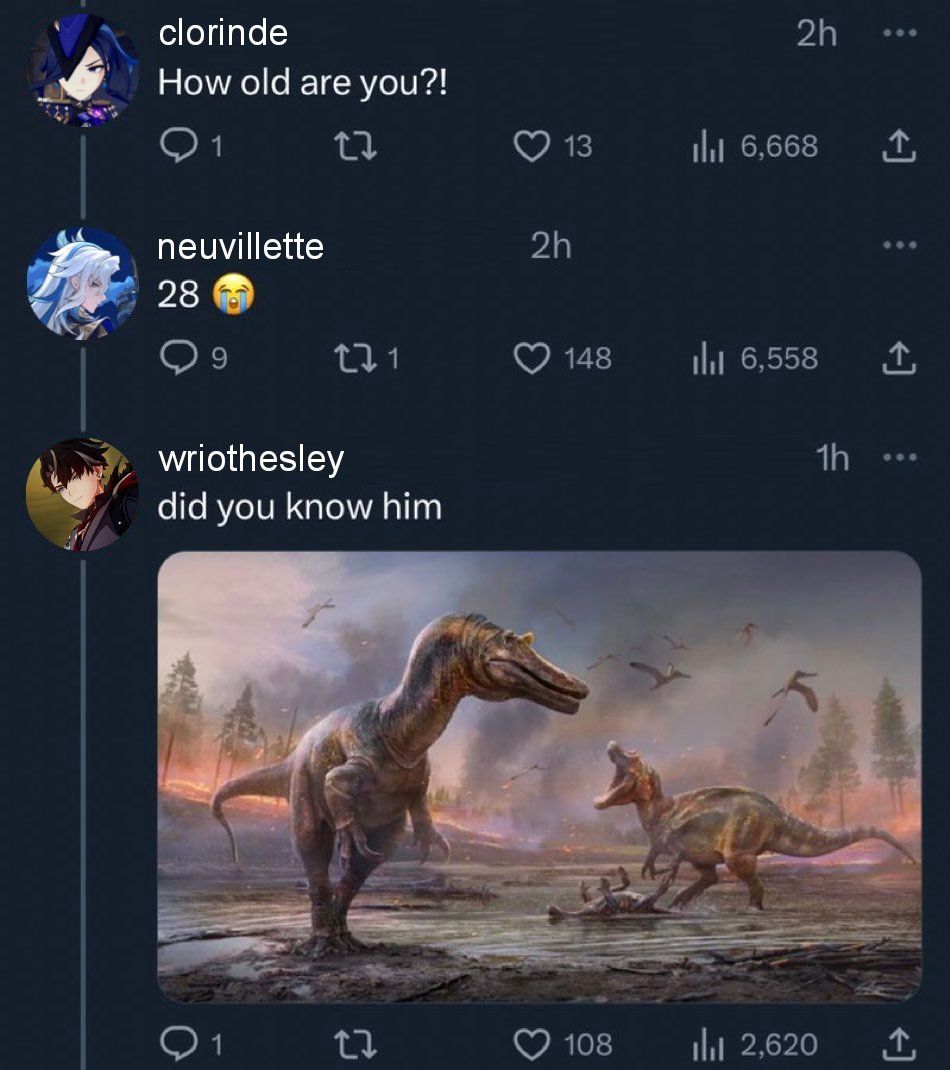 clorinde 2h
How old are you?!
1 13 6,668
neuvillette 2h
28 😭
9 1 148 6,558
wriothesley 1h
did you know him
1 108 2,620